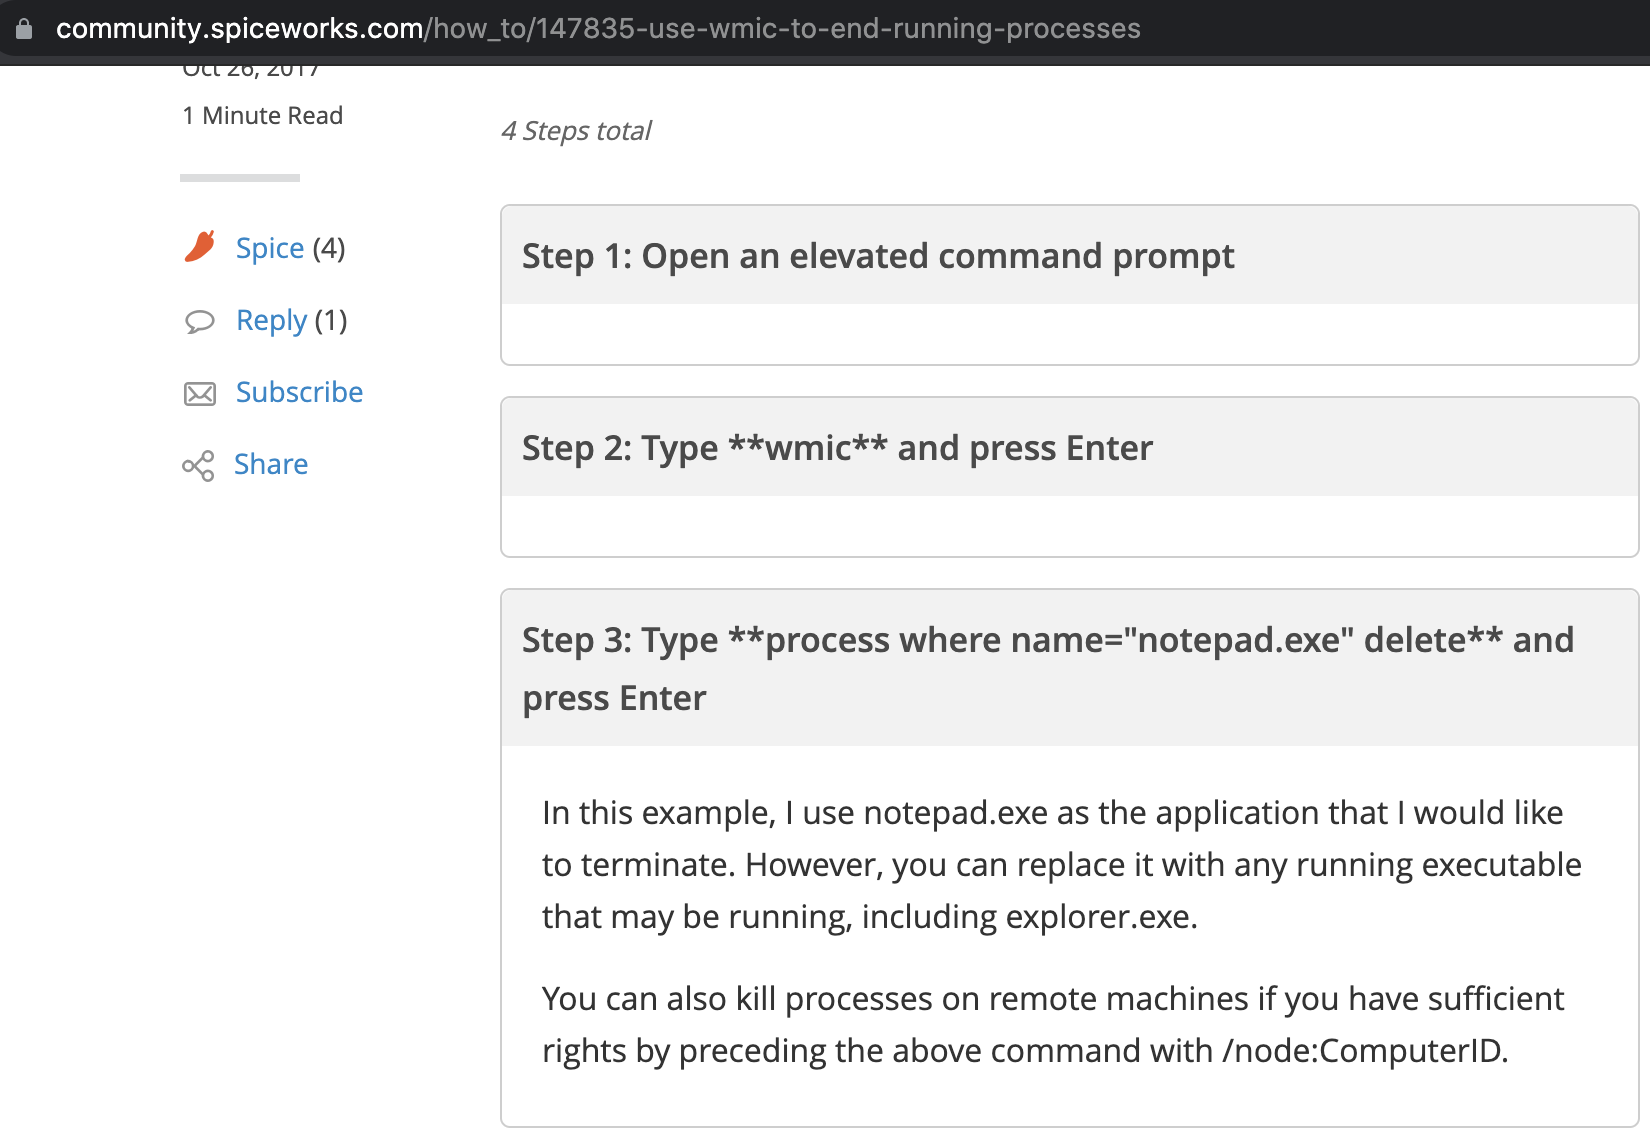 community.spiceworks.com/how_to/147835-use-wmic-to-end-running-processes
Oct 26, 2017
1 Minute Read
Spice (4)
Reply (1)
Subscribe
Share
4 Steps total
Step 1: Open an elevated command prompt
Step 2: Type **wmic** and press Enter
Step 3: Type **process where name="notepad.exe" delete** and
press Enter
In this example, I use notepad.exe as the application that I would like
to terminate. However, you can replace it with any running executable
that may be running, including explorer.exe.
You can also kill processes on remote machines if you have sufficient
rights by preceding the above command with /node:ComputerID.